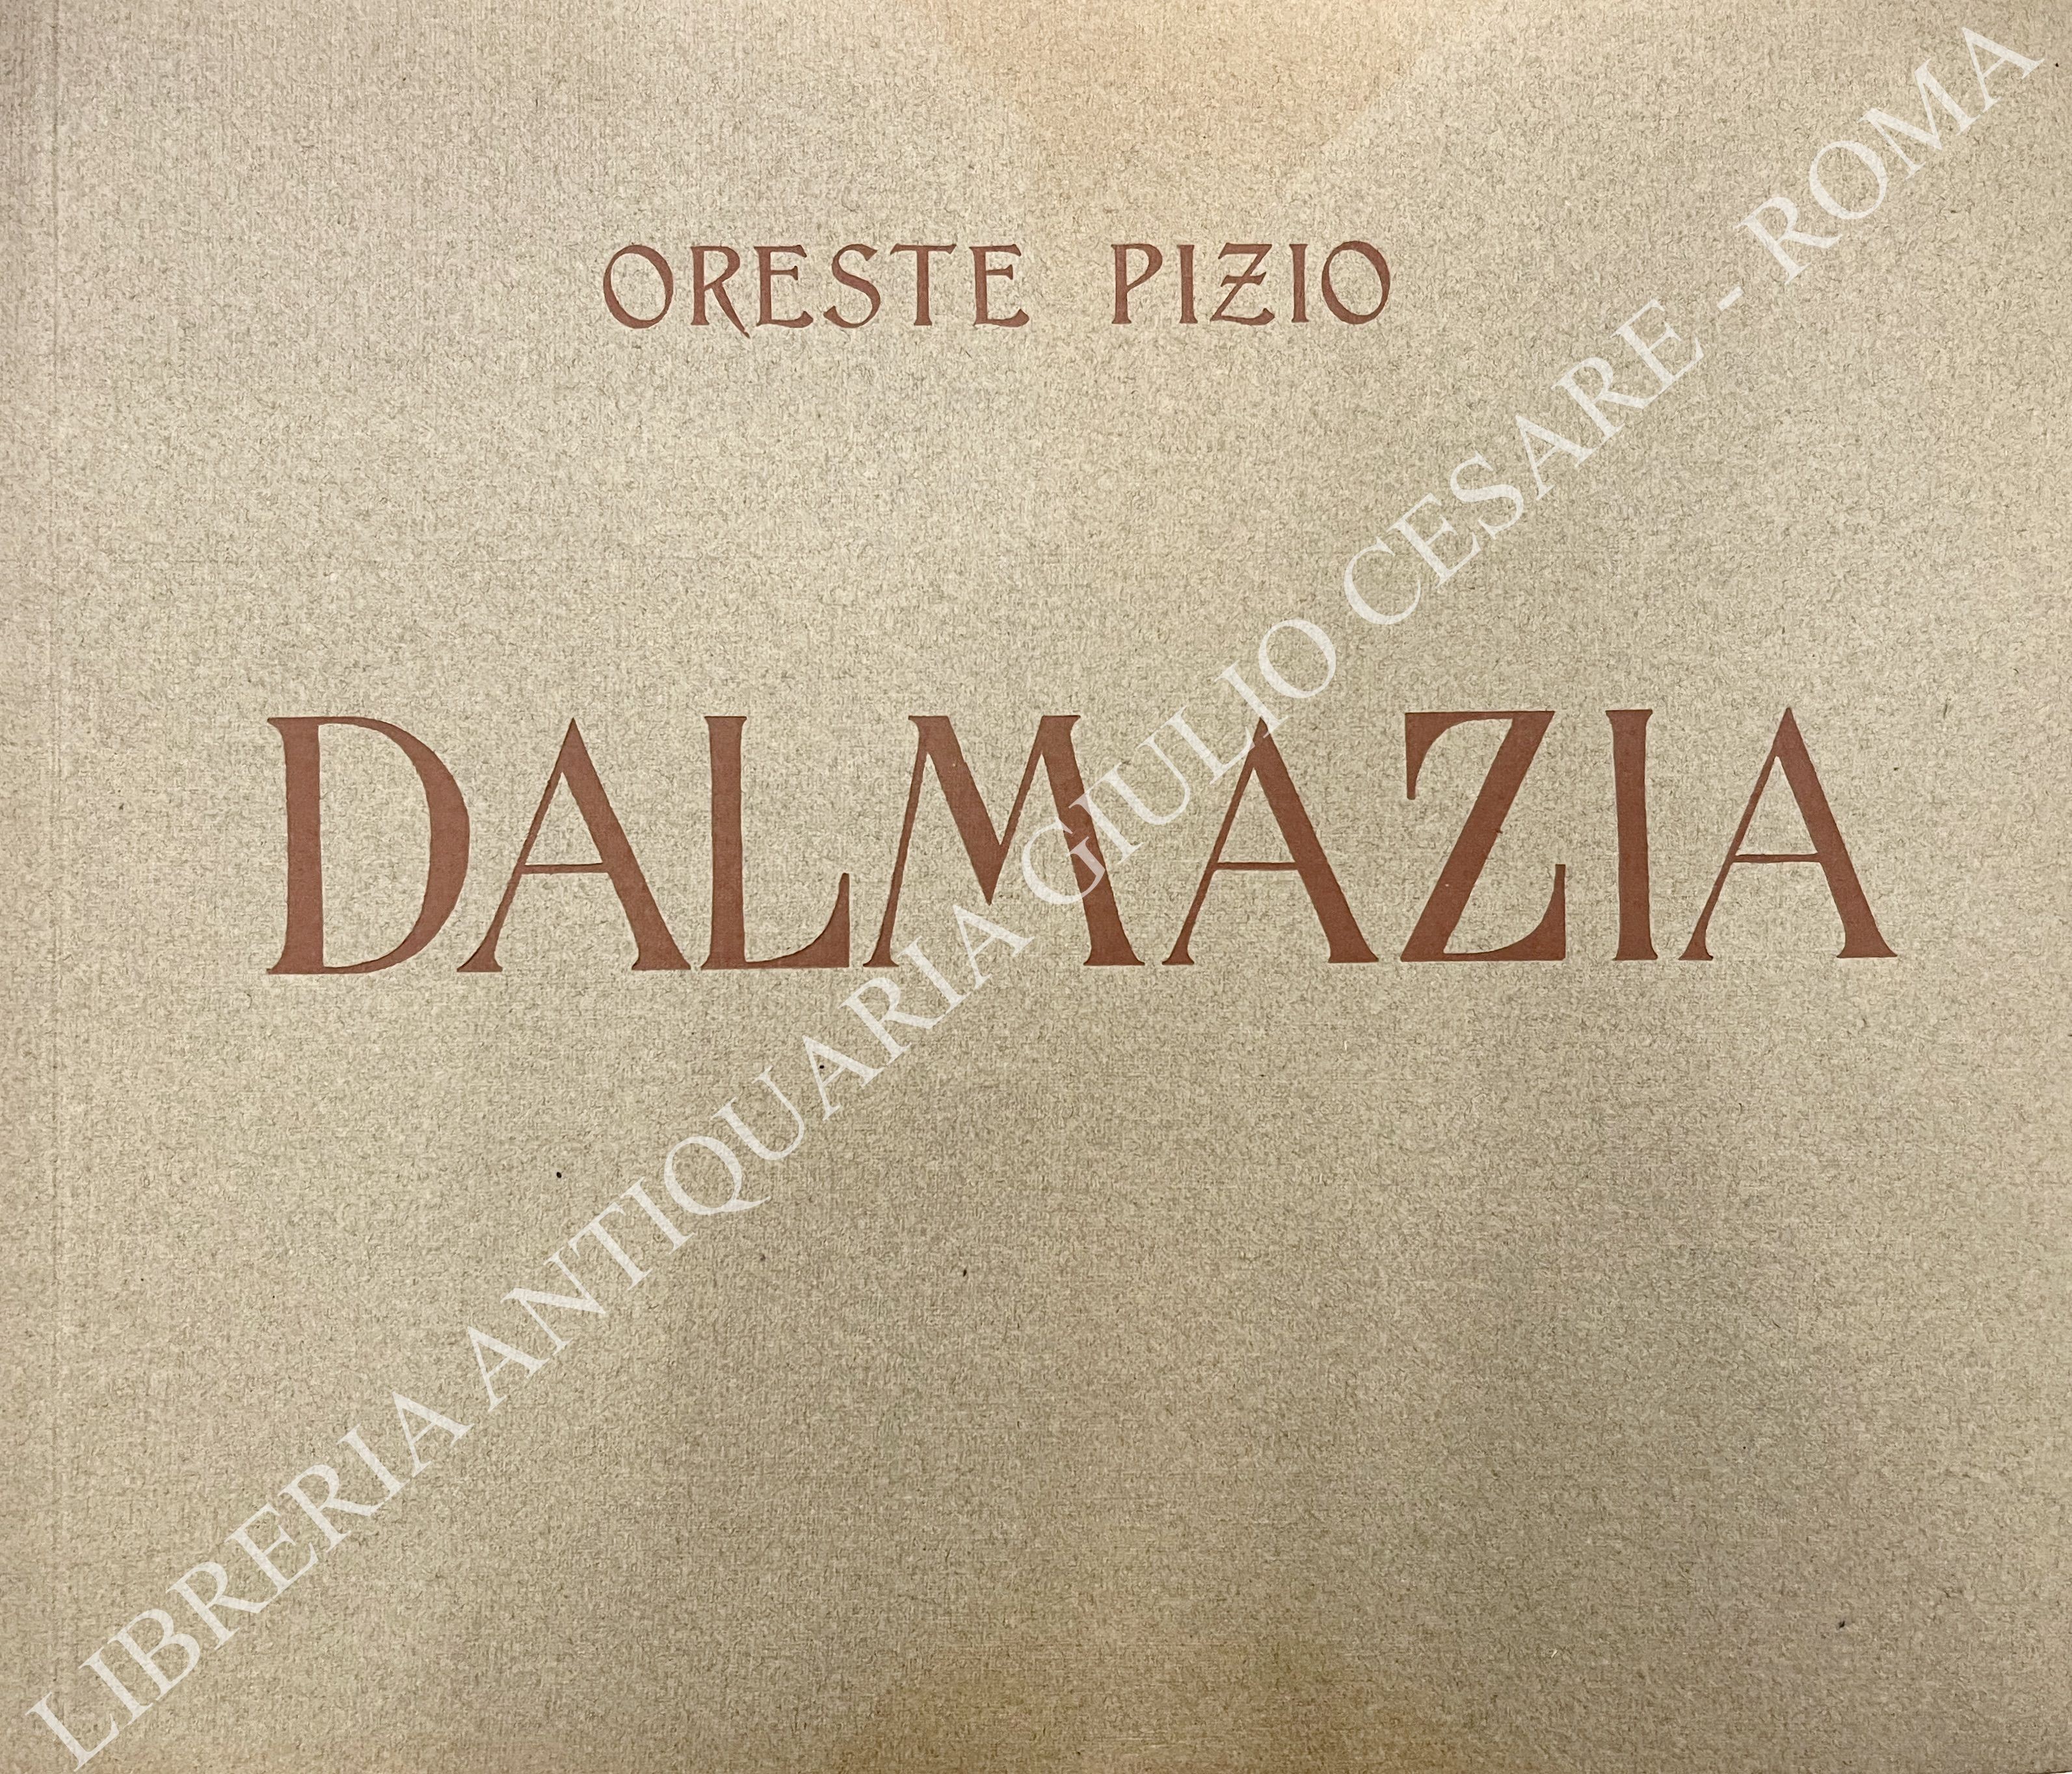 ORESTE PIZIO
DALMAZIA
LIBRERIA ANTIQUARIA GIULIO CESARE - ROMA